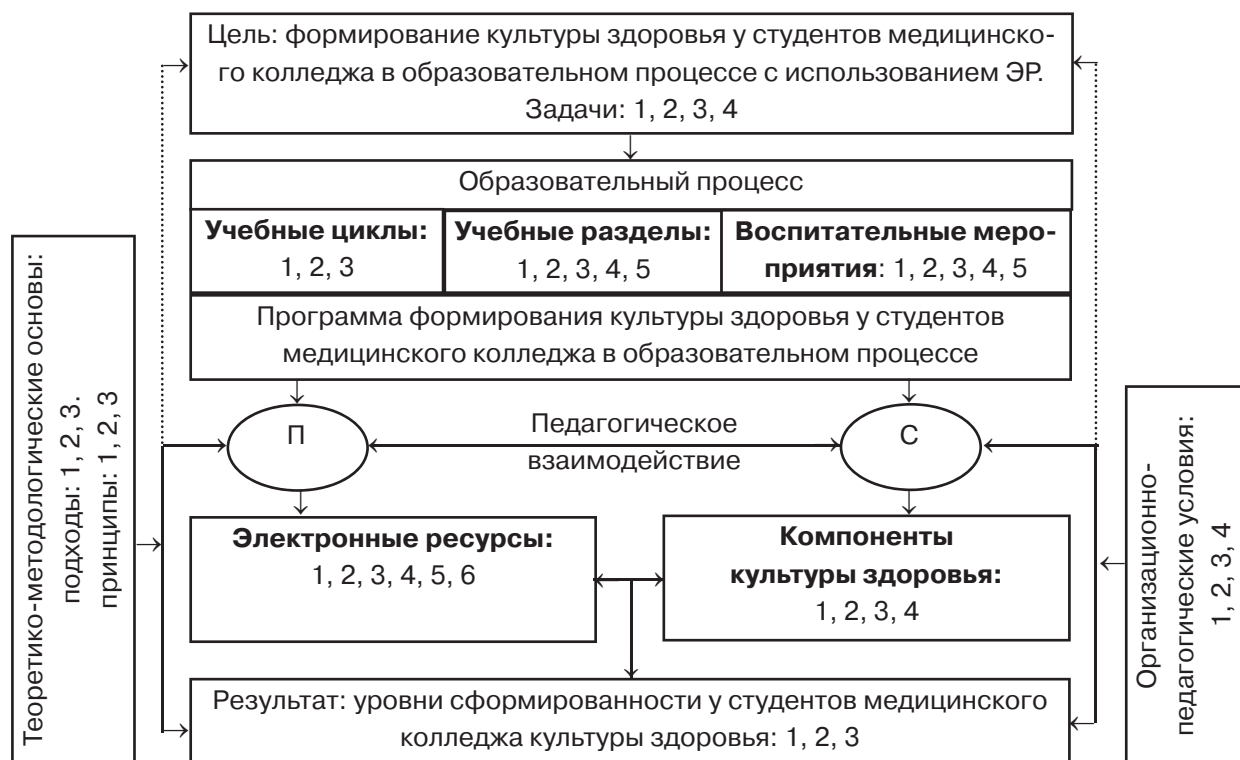 Цель: формирование культуры здоровья у студентов медицинско-
го колледжа в образовательном процессе с использованием ЭР.
Задачи: 1, 2, 3, 4
Образовательный процесс
Учебные циклы:
1, 2, 3
Учебные разделы:
1, 2, 3, 4, 5
Воспитательные меро-
приятия: 1, 2, 3, 4, 5
Программа формирования культуры здоровья у студентов
медицинского колледжа в образовательном процессе
Теоретико-методологические основы:
подходы: 1, 2, 3.
принципы: 1, 2, 3
П
Педагогическое
взаимодействие
С
Организационно-
педагогические условия:
1, 2, 3, 4
Электронные ресурсы:
1, 2, 3, 4, 5, 6
Компоненты
культуры здоровья:
1, 2, 3, 4
Результат: уровни сформированности у студентов медицинского
колледжа культуры здоровья: 1, 2, 3